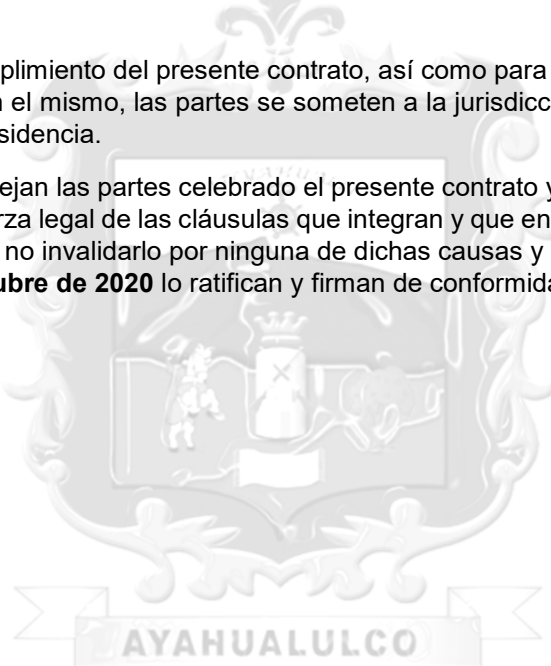 plimiento del presente contrato, así como para
el mismo, las partes se someten a la jurisdicc
sidencia.
ejan las partes celebrado el presente contrato y
rza legal de las cláusulas que integran y que en
no invalidarlo por ninguna de dichas causas y
ubre de 2020 lo ratifican y firman de conformida
AYAHUALULCO